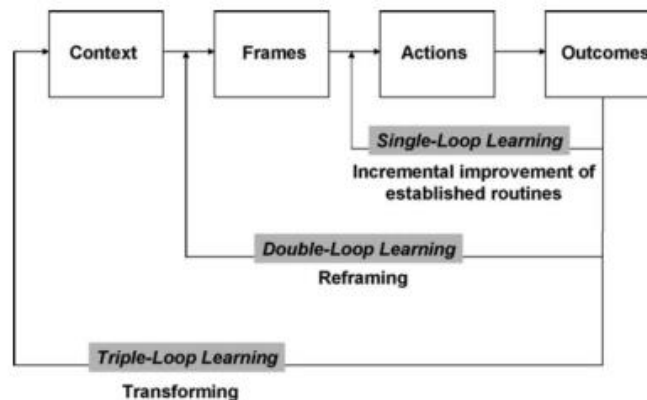 Context
Frames
Actions
Outcomes
Single-Loop Learning
Incremental improvement of
established routines
Double-Loop Learning
Reframing
Triple-Loop Learning
Transforming